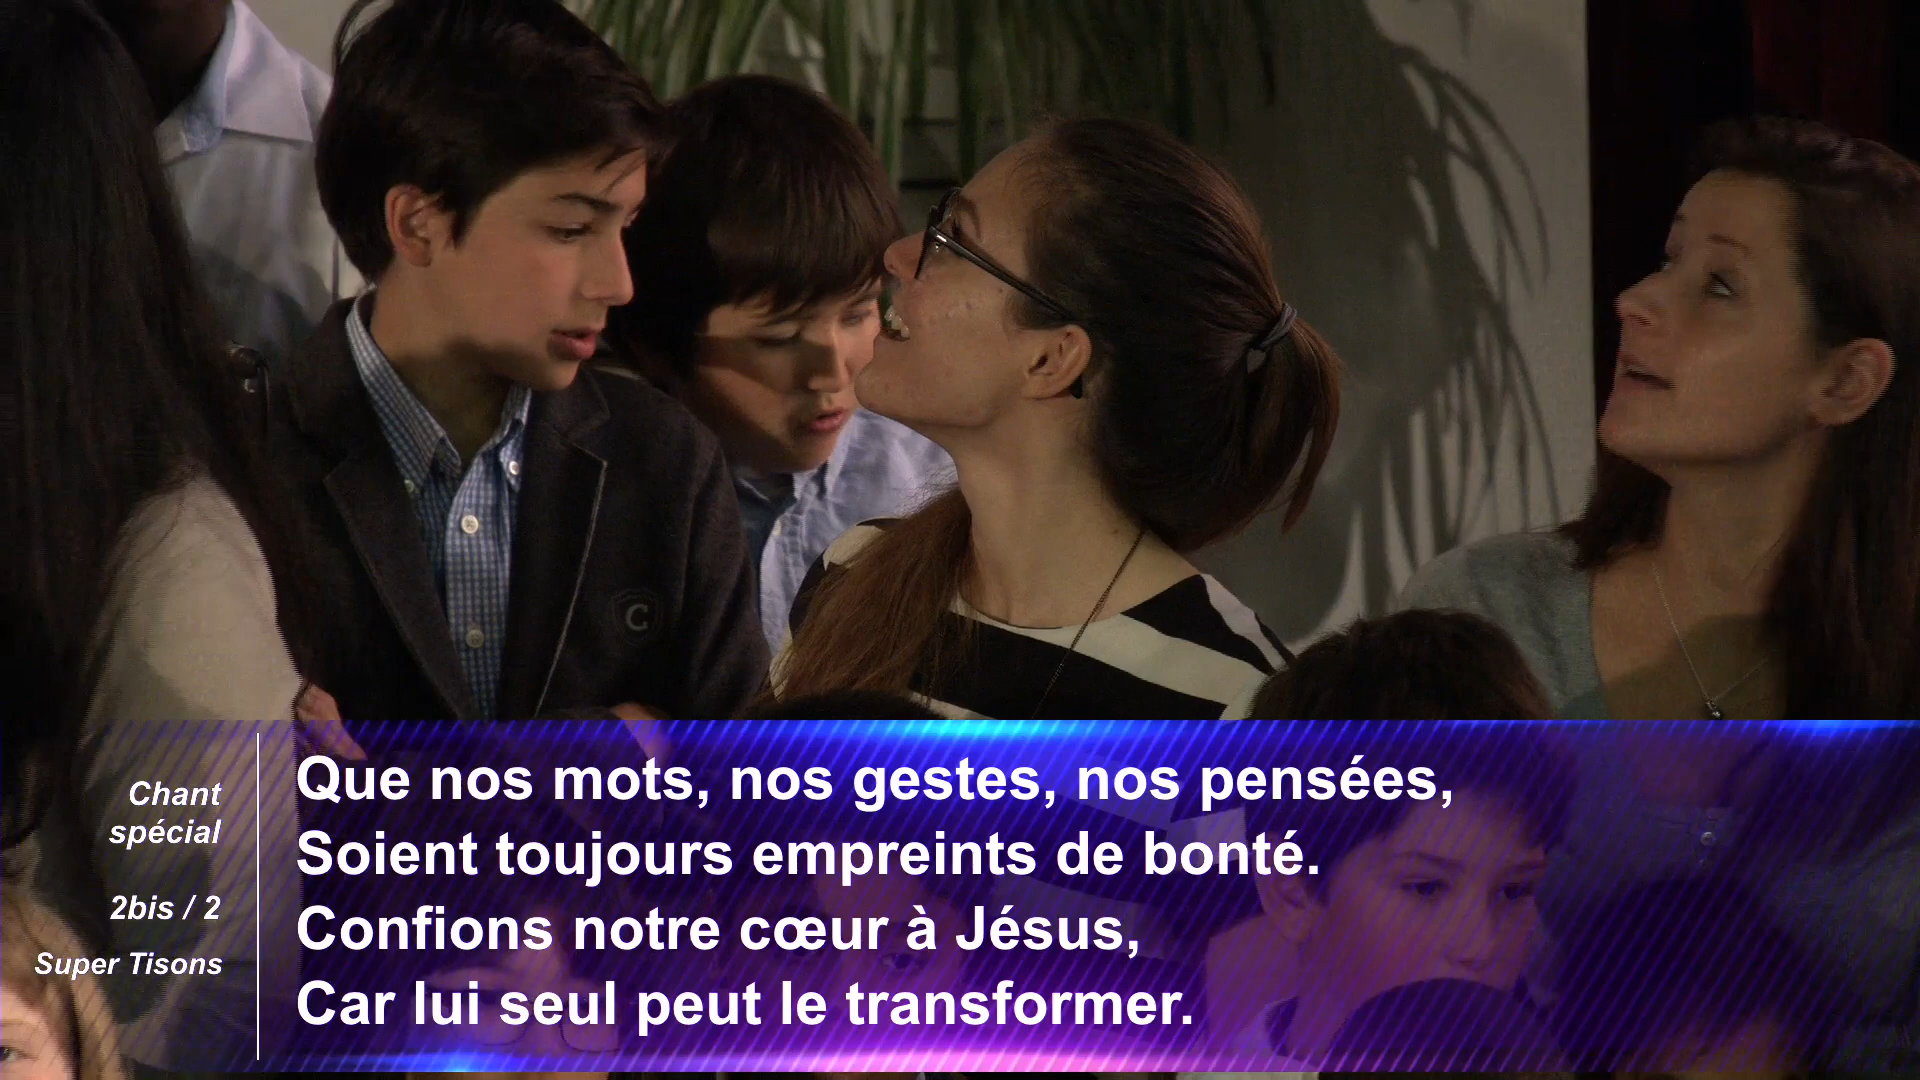 C
Chant
spécial
2bis / 2
Super Tisons
Que nos mots, nos gestes, nos pensées,
Soient toujours empreints de bonté.
Confions notre cœur à Jésus,
Car lui seul peut le transformer.